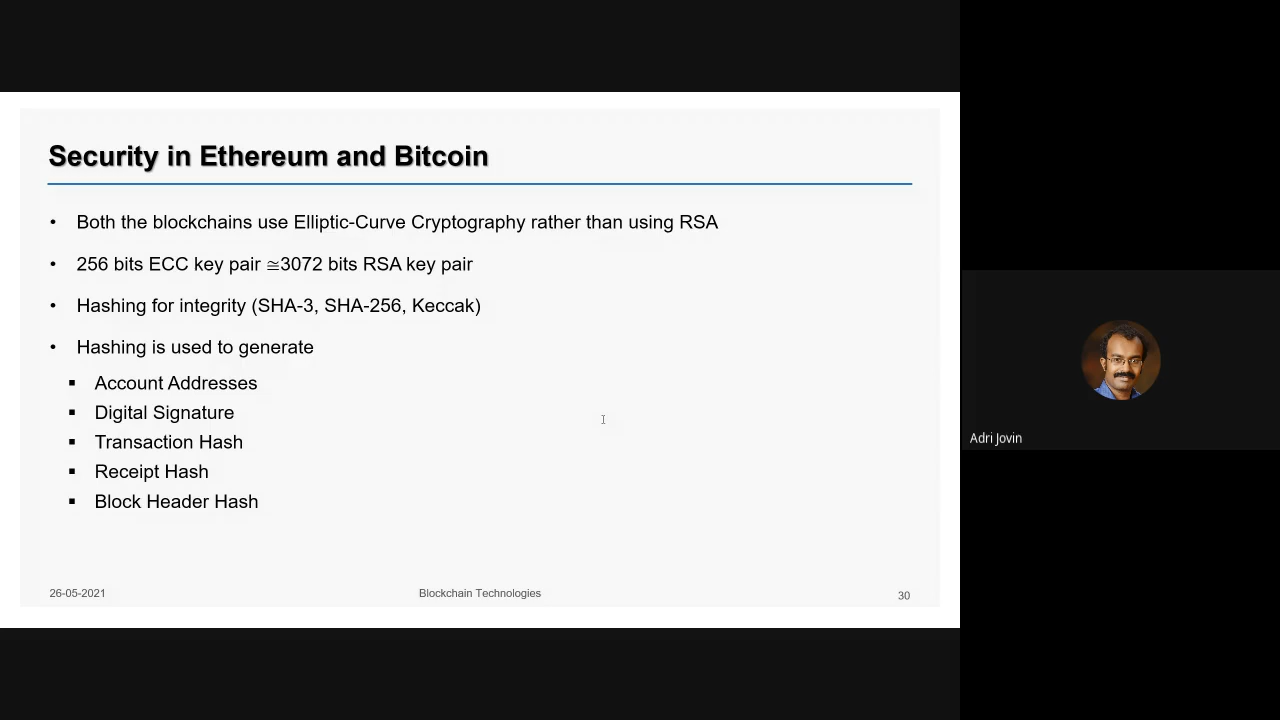 Security in Ethereum and Bitcoin
• Both the blockchains use Elliptic-Curve Cryptography rather than using RSA
• 256 bits ECC key pair ≅3072 bits RSA key pair
• Hashing for integrity (SHA-3, SHA-256, Keccak)
• Hashing is used to generate
▪ Account Addresses
▪ Digital Signature
▪ Transaction Hash
▪ Receipt Hash
▪ Block Header Hash
26-05-2021
Blockchain Technologies
30
Adri Jovin